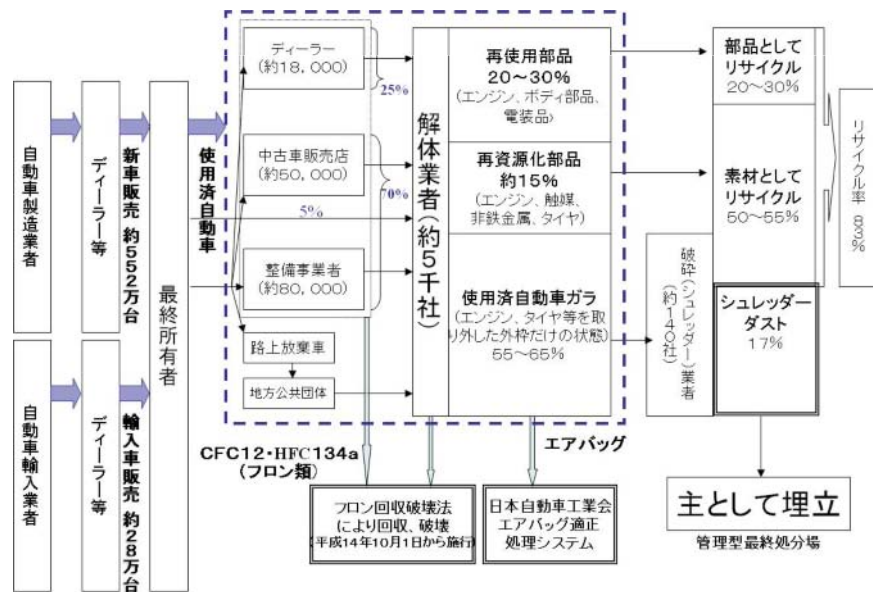 自動車製造業者
ディーラー等
新車販売 約552万台
自動車輸入業者
ディーラー等
輸入車販売 約28万台
最終所有者
使用済自動車
ディーラー
(約18,000)
25%
中古車販売店
(約50,000)
70%
5%
整備事業者
(約80,000)
路上放棄車
地方公共団体
解体業者(約5千社)
再使用部品
20~30%
(エンジン、ボディ部品、
電装品)
再資源化部品
約15%
(エンジン、触媒、
非鉄金属、タイヤ)
使用済自動車ガラ
(エンジン、タイヤ等を取
り外した外枠だけの状態)
55~65%
破砕(シュレッダー)業者
(約140社)
部品として
リサイクル
20~30%
素材として
リサイクル
50~55%
リサイクル率 83%
シュレッダー
ダスト
17%
CFC12・HFC134a
(フロン類)
エアバッグ
フロン回収破壊法
により回収、破壊
(平成14年10月1日から施行)
日本自動車工業会
エアバッグ適正
処理システム
主として埋立
管理型最終処分場